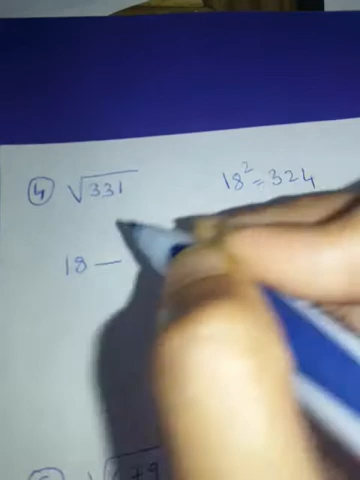 ④ √331 18² = 324
18 —